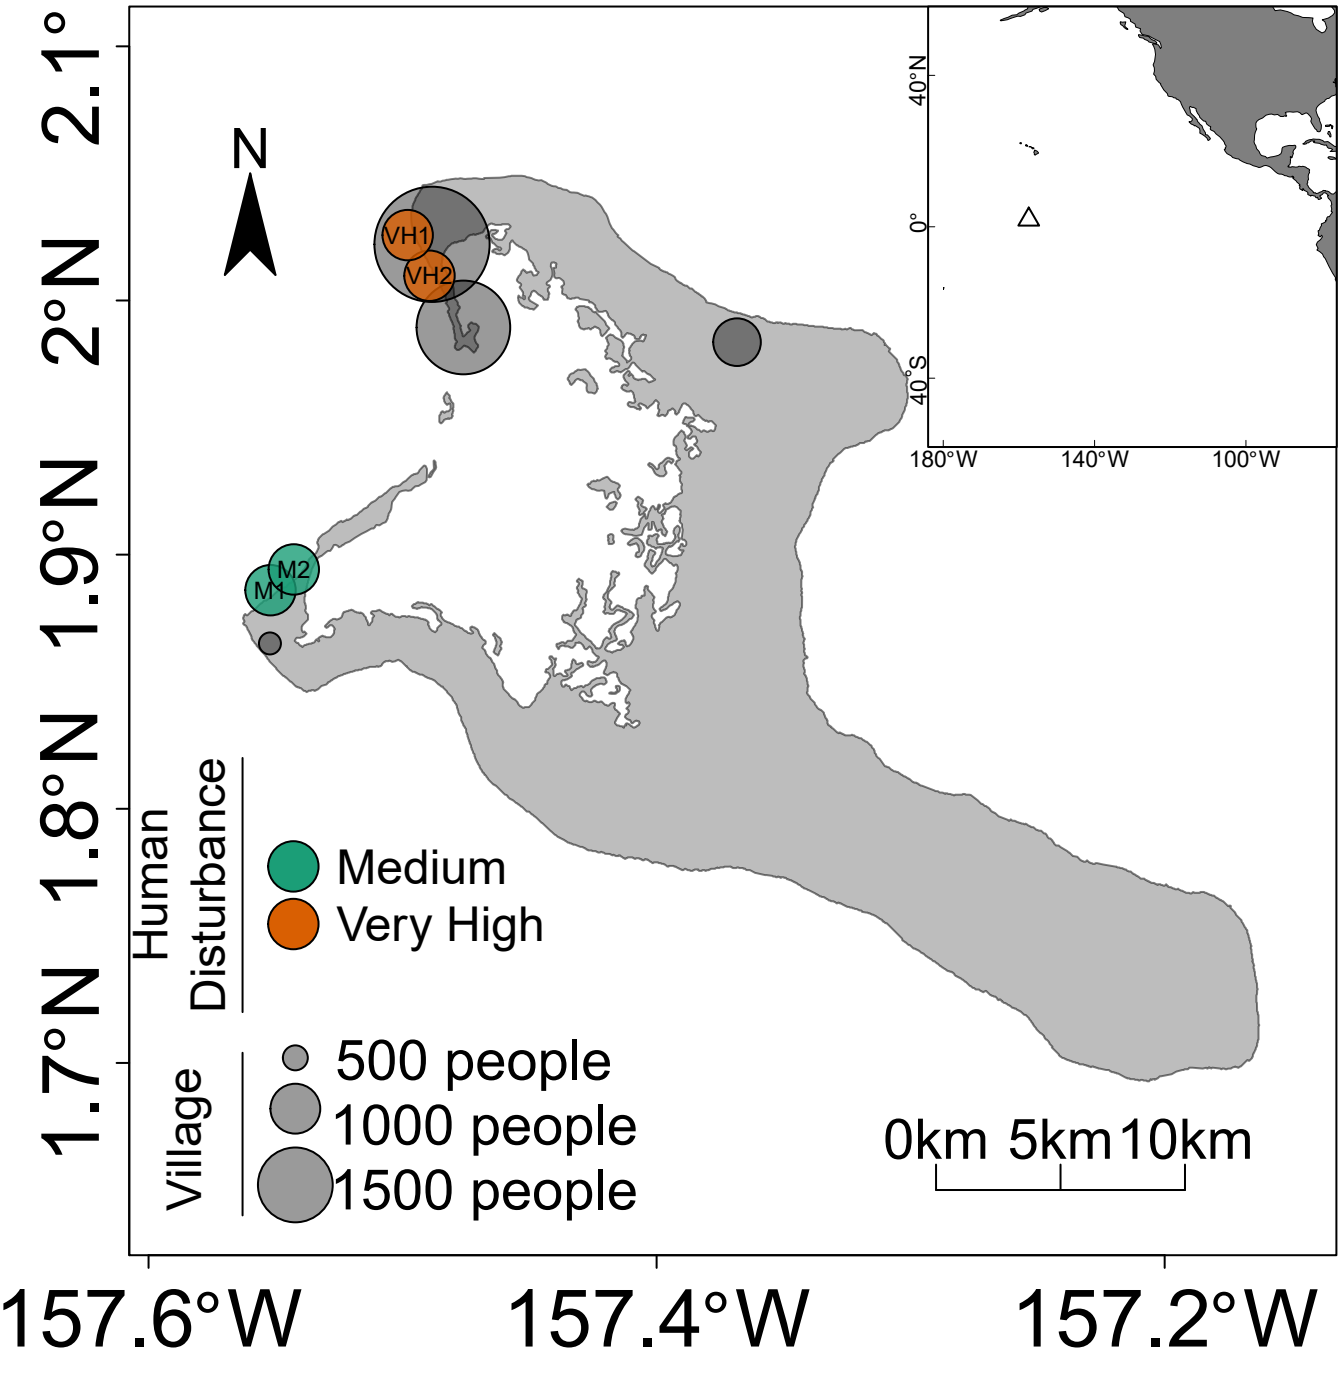 2.1°
2°N
1.9°N
1.8°N
1.7°N
N
VH1
VH2
M2
M1
40°N
0°
40°S
180°W
140°W
100°W
Human
Disturbance
Medium
Very High
Village
500 people
1000 people
1500 people
0km 5km 10km
157.6°W
157.4°W
157.2°W